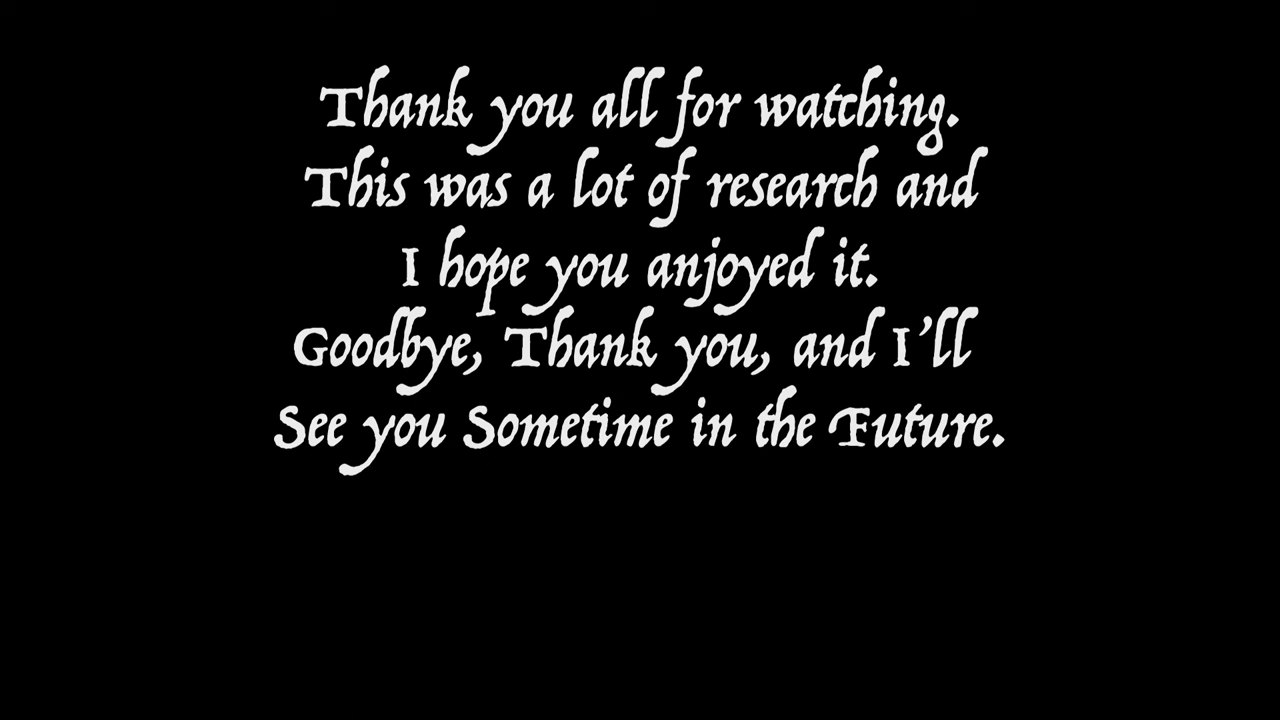 Thank you all for watching.
This was a lot of research and
I hope you anjoyed it.
Goodbye, Thank you, and I'll
See you Sometime in the Future.